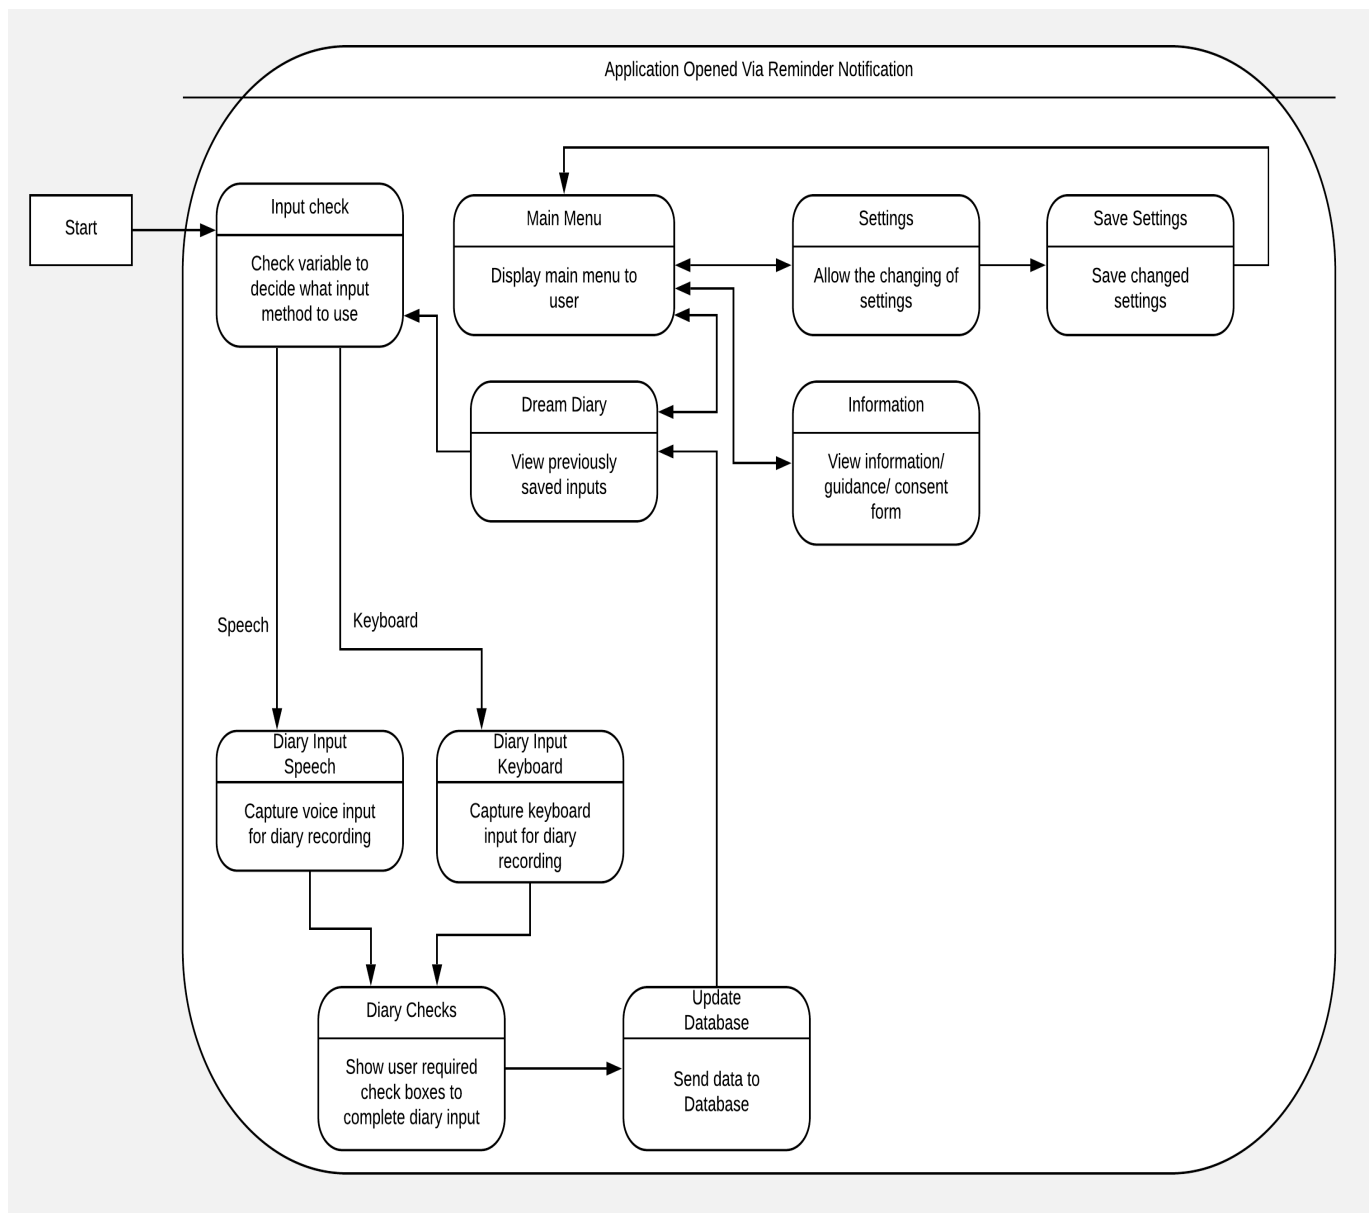 Application Opened Via Reminder Notification
Start
Input check
Check variable to
decide what input
method to use
Main Menu
Display main menu to
user
Settings
Allow the changing of
settings
Save Settings
Save changed
settings
Dream Diary
View previously
saved inputs
Information
View information/
guidance/ consent
form
Speech
Keyboard
Diary Input
Speech
Capture voice input
for diary recording
Diary Input
Keyboard
Capture keyboard
input for diary
recording
Diary Checks
Show user required
check boxes to
complete diary input
Update
Database
Send data to
Database